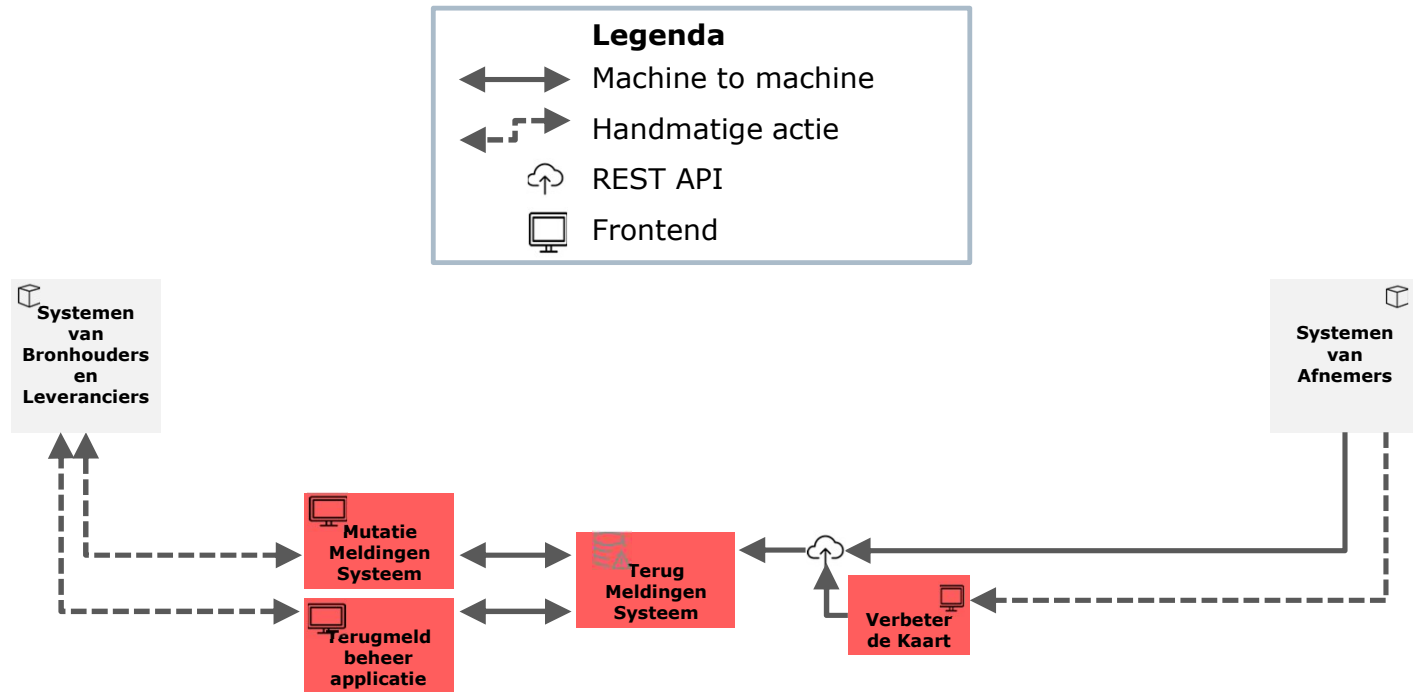 Legenda
Machine to machine
Handmatige actie
REST API
Frontend
Systemen
van
Bronhouders
en
Leveranciers
Systemen
van
Afnemers
Mutatie
Meldingen
Systeem
Terug
Meldingen
Systeem
Verbeter
de Kaart
Terugmeld
beheer
applicatie